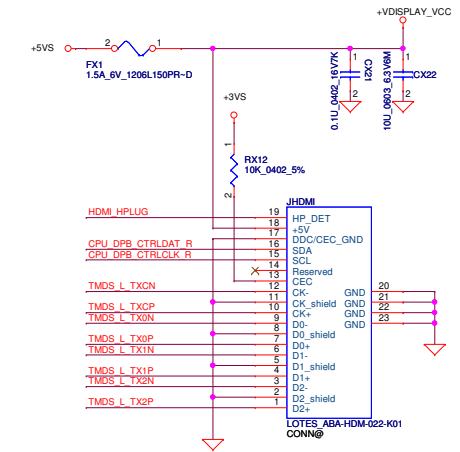 +VDISPLAY_VCC
+5VS
2
1
FX1
1.5A_6V_1206L150PR~D
1
2
CX21
0.1U_0402_16V7K
1
2
CX22
10U_0603_6.3V6M
+3VS
1
2
RX12
10K_0402_5%
JHDMI
HDMI_HPLUG 19 HP_DET
18 +5V
17 DDC/CEC_GND
CPU_DPB_CTRLDAT_R 16 SDA
CPU_DPB_CTRLCLK_R 15 SCL
14 Reserved
13 CEC
TMDS_L_TXCN 12 CK- GND 20
11 CK_shield GND 21
TMDS_L_TXCP 10 CK+ GND 22
TMDS_L_TX0N 9 D0- GND 23
8 D0_shield
TMDS_L_TX0P 7 D0+
TMDS_L_TX1N 6 D1-
5 D1_shield
TMDS_L_TX1P 4 D1+
TMDS_L_TX2N 3 D2-
2 D2_shield
TMDS_L_TX2P 1 D2+
LOTES_ABA-HDM-022-K01
CONN@